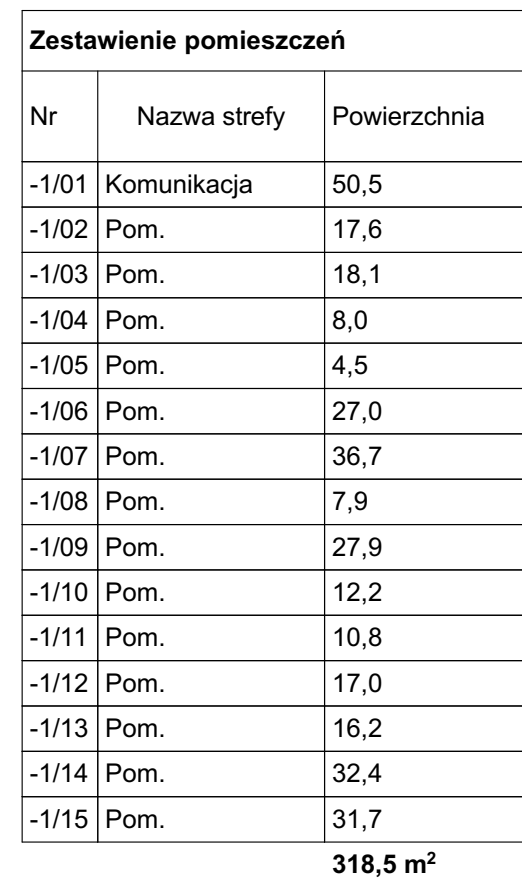 Zestawienie pomieszczeń
Nr Nazwa strefy Powierzchnia
-1/01 Komunikacja 50,5
-1/02 Pom. 17,6
-1/03 Pom. 18,1
-1/04 Pom. 8,0
-1/05 Pom. 4,5
-1/06 Pom. 27,0
-1/07 Pom. 36,7
-1/08 Pom. 7,9
-1/09 Pom. 27,9
-1/10 Pom. 12,2
-1/11 Pom. 10,8
-1/12 Pom. 17,0
-1/13 Pom. 16,2
-1/14 Pom. 32,4
-1/15 Pom. 31,7
318,5 m²